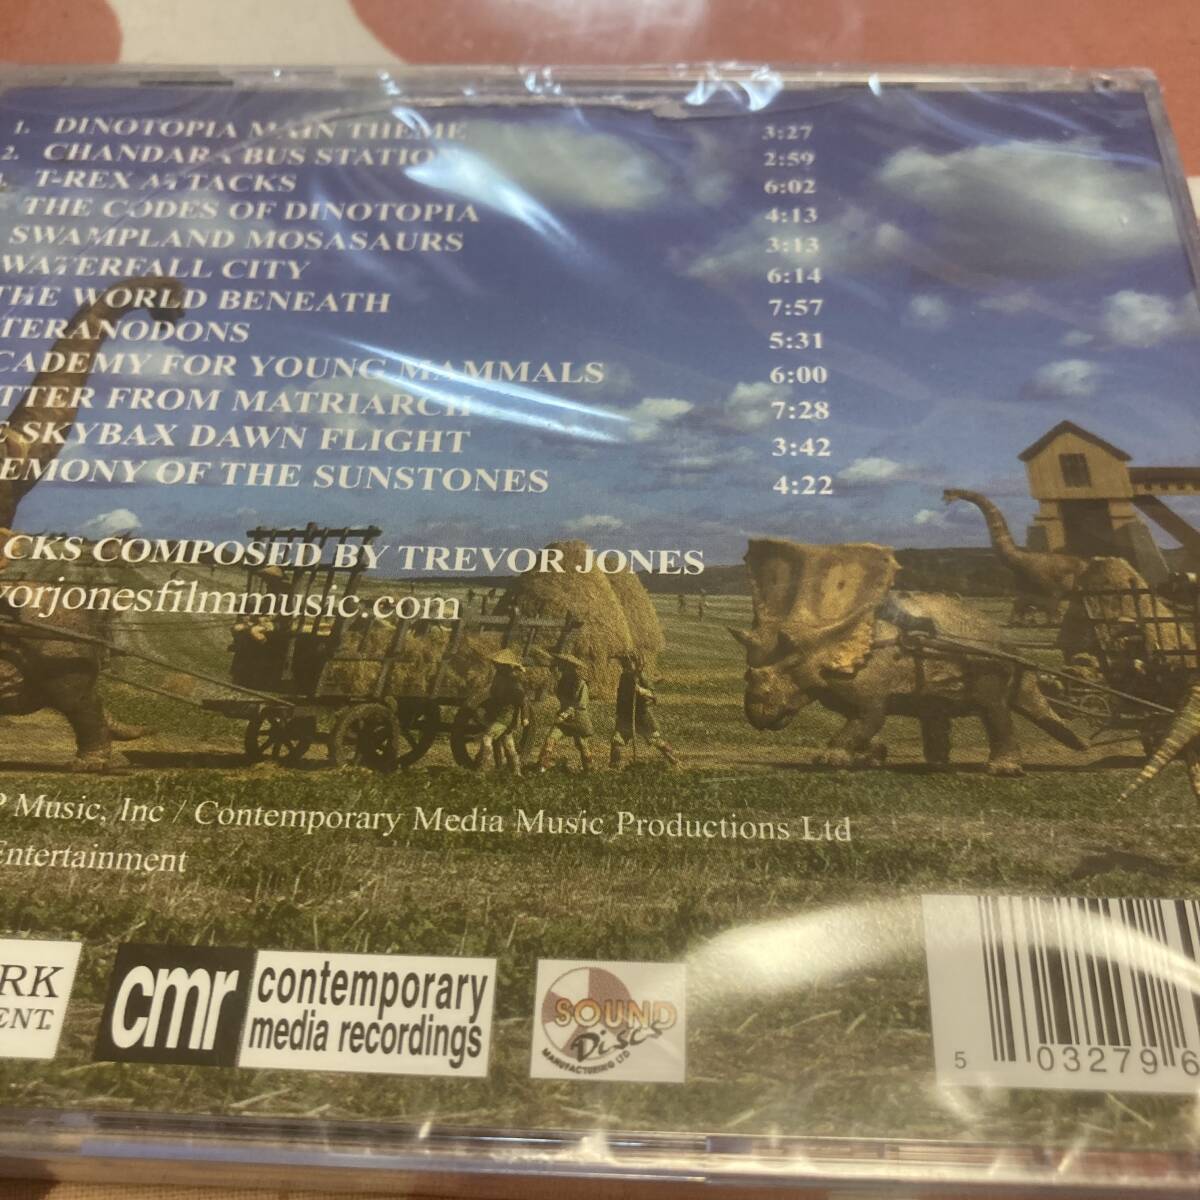 1. DINOTOPIA MAIN THEME 3:27
2. CHANDARA BUS STATION 2:59
T-REX ATTACKS 6:02
THE CODES OF DINOTOPIA 4:13
SWAMPLAND MOSASAURS 3:13
WATERFALL CITY 6:14
THE WORLD BENEATH 7:57
TERANODONS 5:31
CADEMY FOR YOUNG MAMMALS 6:00
TTER FROM MATRIARCH 7:28
E SKYBAX DAWN FLIGHT 3:42
EMONY OF THE SUNSTONES 4:22
CKS COMPOSED BY TREVOR JONES
vorjonesfilmmusic.com
P Music, Inc / Contemporary Media Music Productions Ltd
Entertainment
RK
ENT.
cmr contemporary
media recordings
SOUND
Discs
MANUFACTURING LTD
5 03279 6